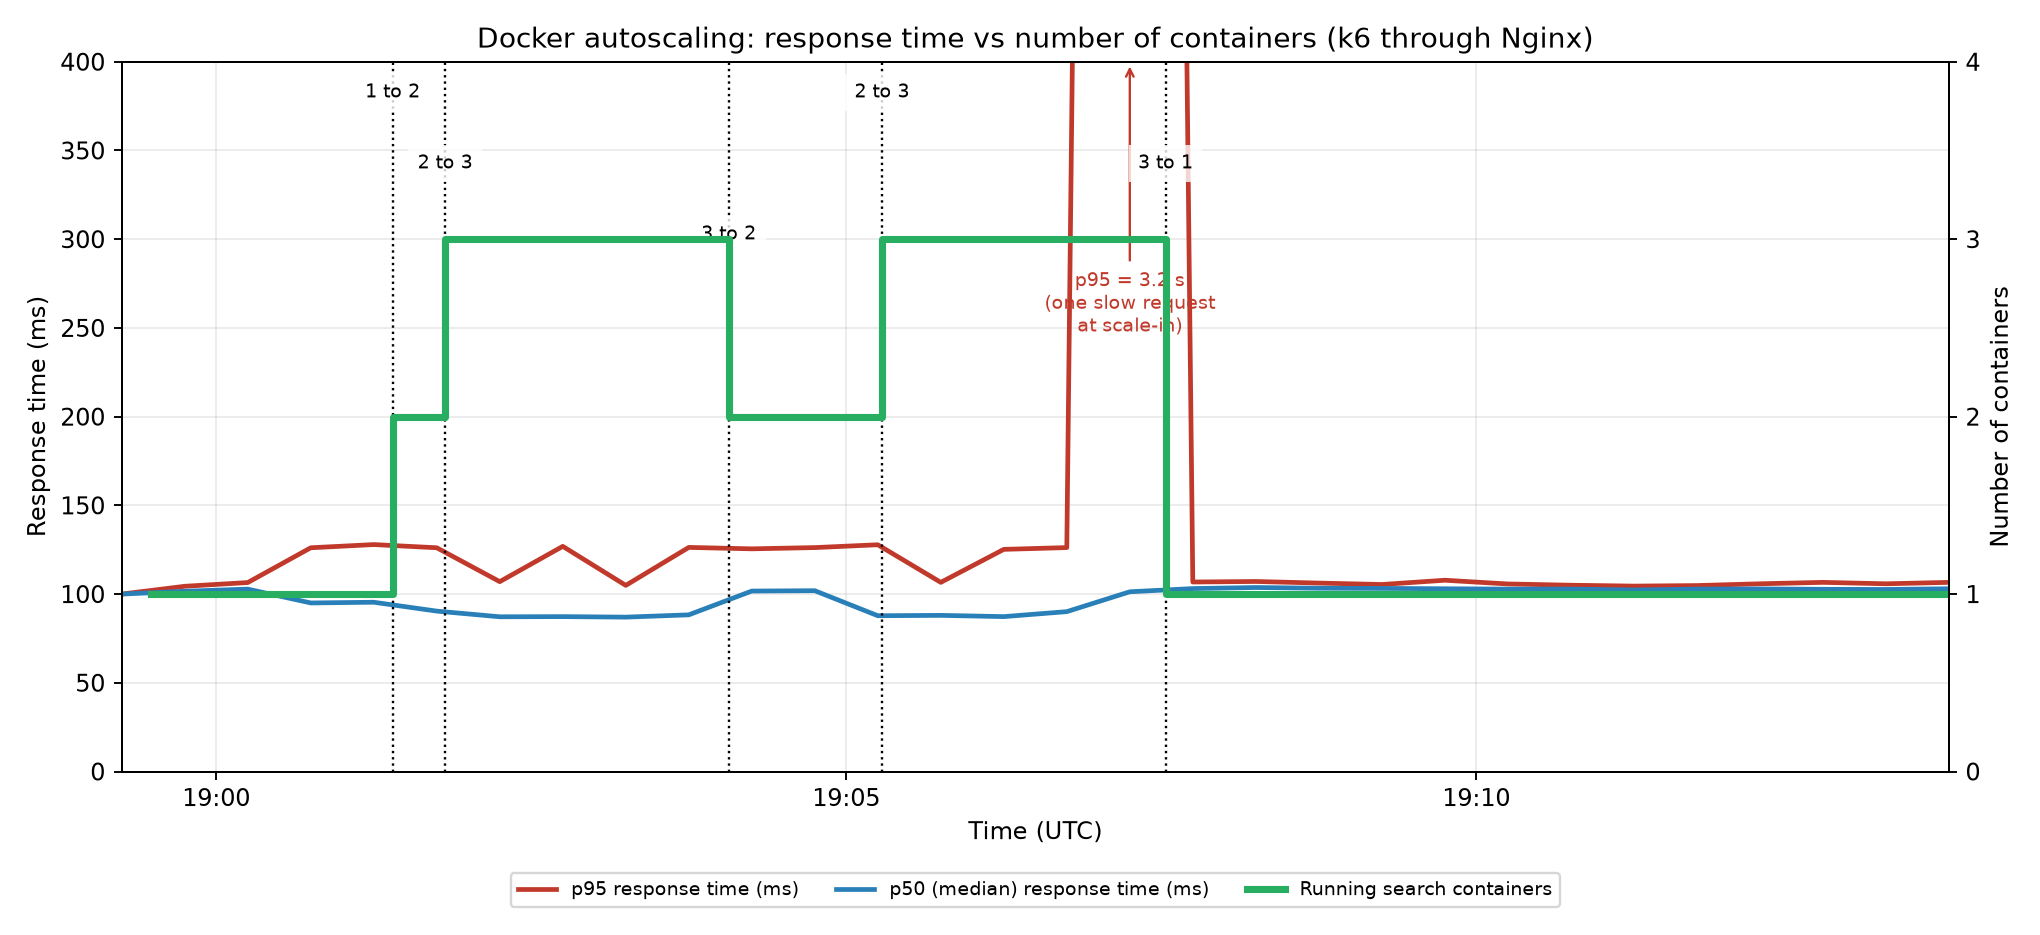 Docker autoscaling: response time vs number of containers (k6 through Nginx)
400
350
300
250
200
150
100
50
0
Response time (ms)
1 to 2
2 to 3
3 to 2
2 to 3
3 to 1
p95 = 3.2 s
(one slow request
at scale-in)
4
3
2
1
0
Number of containers
19:00
19:05
19:10
Time (UTC)
p95 response time (ms)
p50 (median) response time (ms)
Running search containers